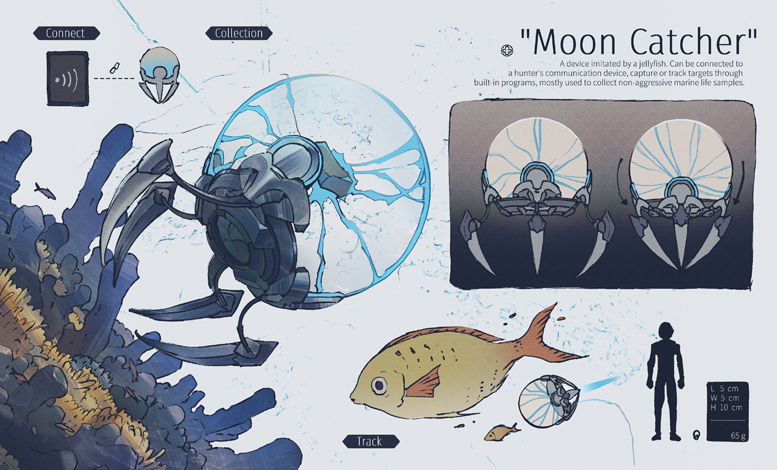 Connect
Collection
"Moon Catcher"
A device imitated by a jellyfish. Can be connected to
a hunter's communication device, capture or track targets through
built-in programs, mostly used to collect non-aggressive marine life samples.
Track
L 5 cm
W 5 cm
H 10 cm
65 g